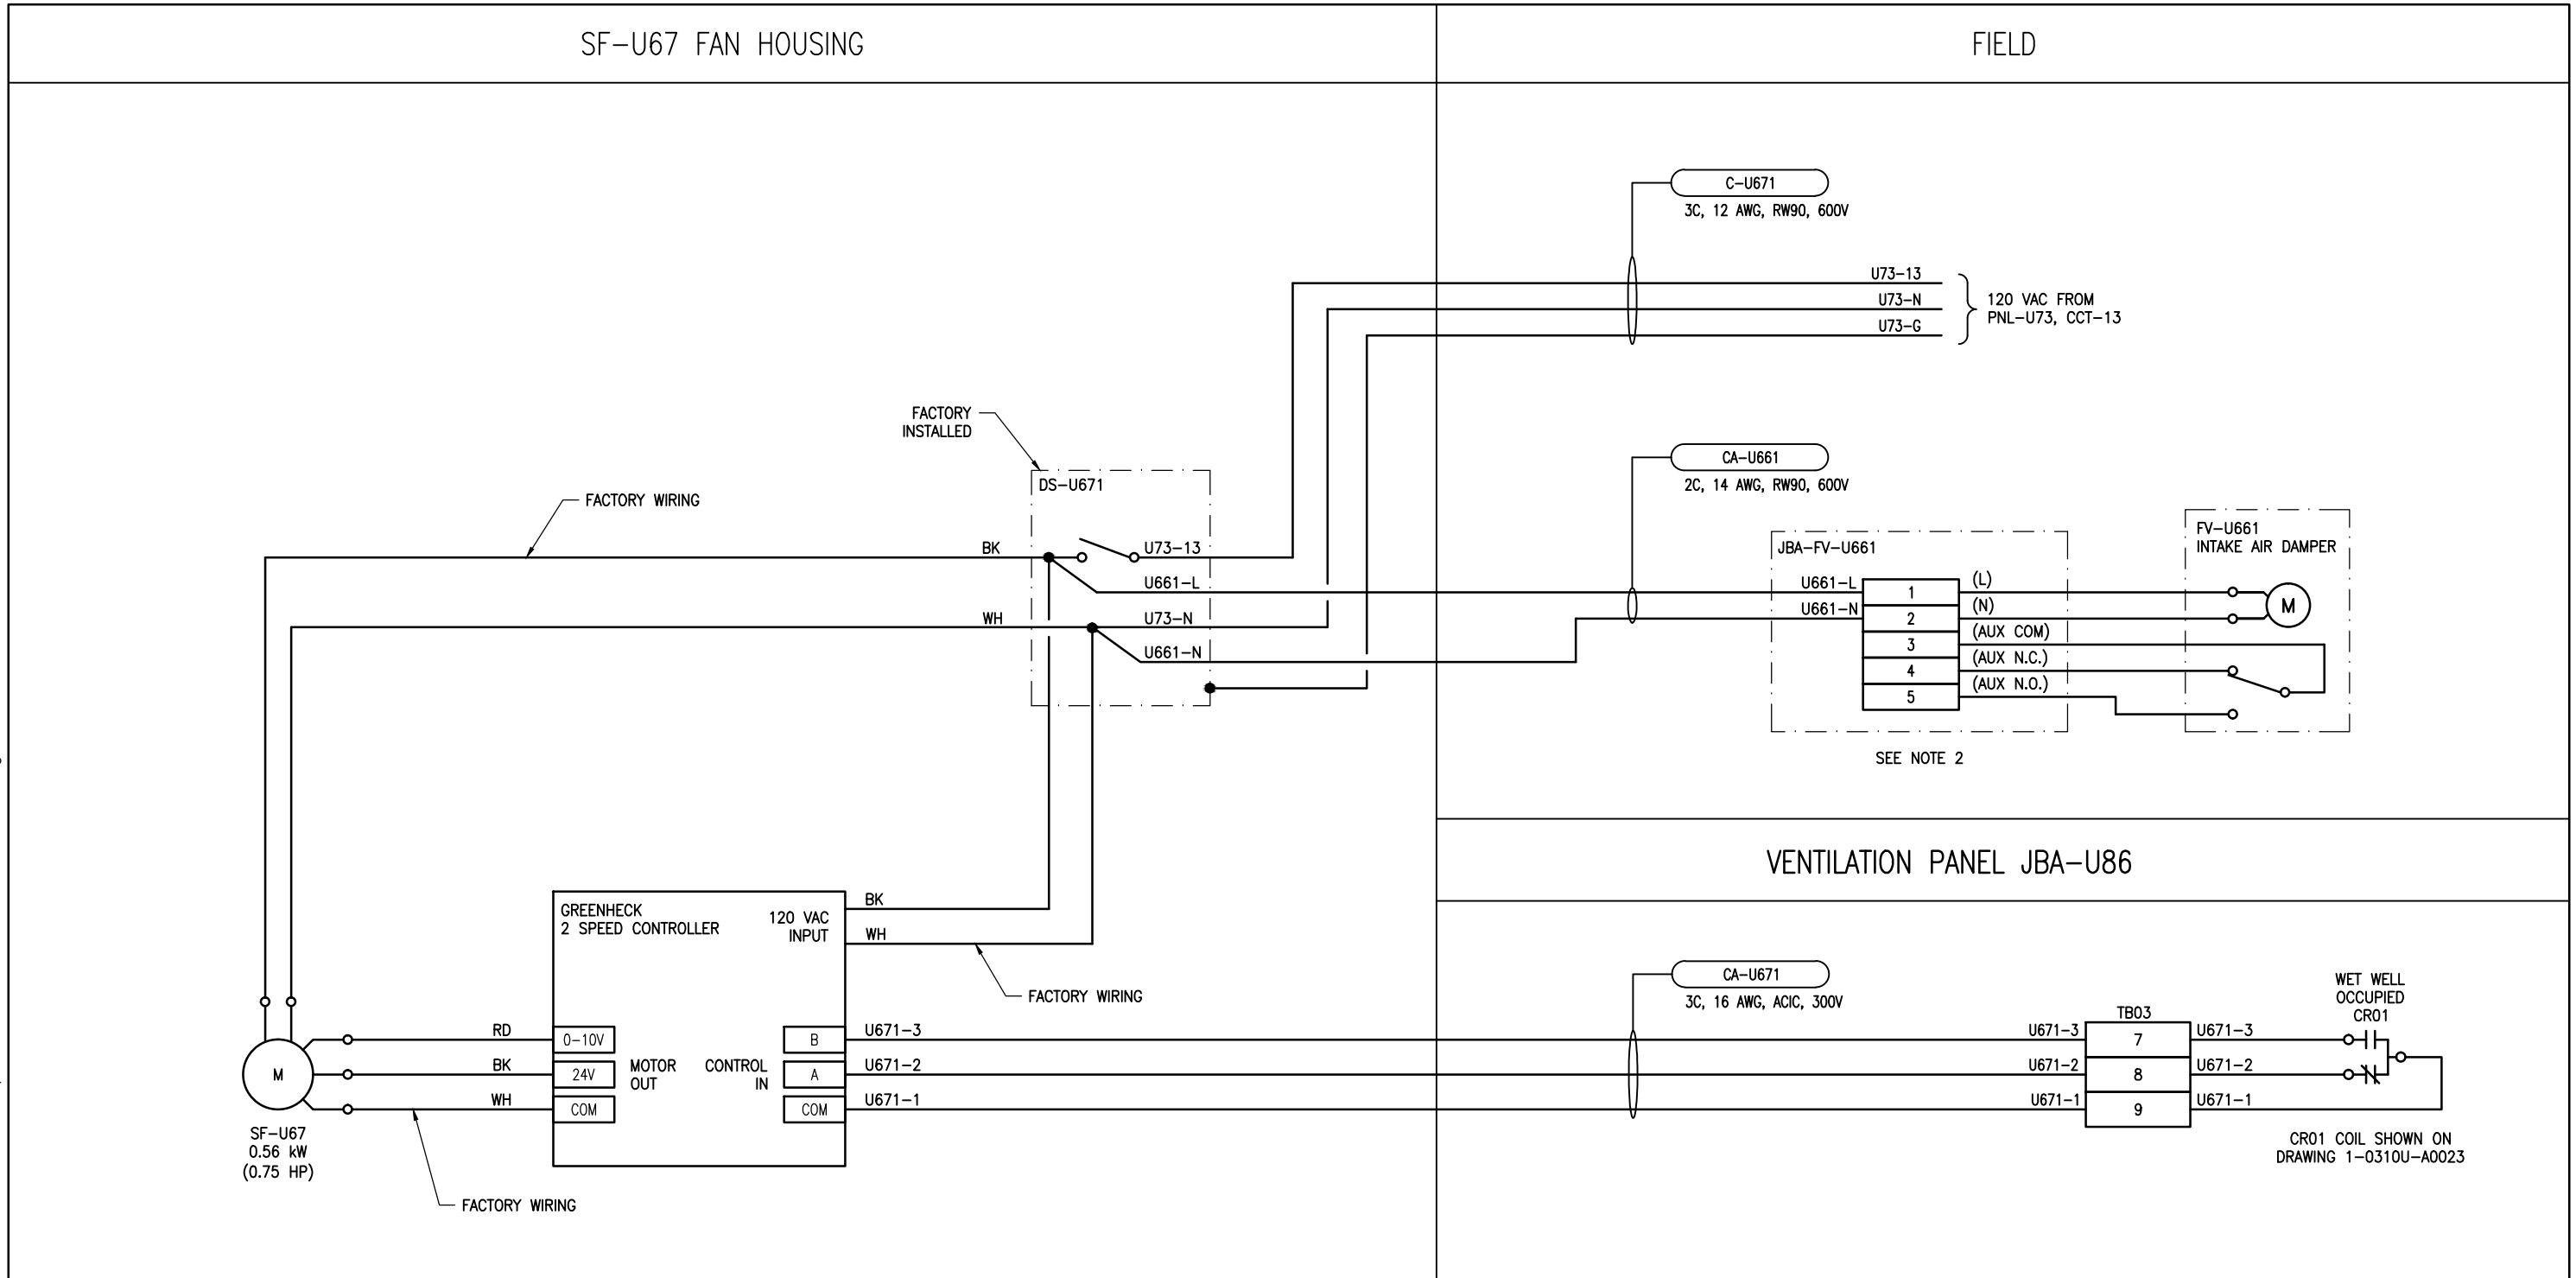 SF-U67 FAN HOUSING
FIELD
C-U671
3C, 12 AWG, RW90, 600V
U73-13
U73-N
U73-G
120 VAC FROM
PNL-U73, CCT-13
FACTORY
INSTALLED
DS-U671
FACTORY WIRING
BK
U73-13
U661-L
WH
U73-N
U661-N
CA-U661
2C, 14 AWG, RW90, 600V
JBA-FV-U661
U661-L
1
(L)
U661-N
2
(N)
3
(AUX COM)
4
(AUX N.C.)
5
(AUX N.O.)
SEE NOTE 2
FV-U661
INTAKE AIR DAMPER
M
VENTILATION PANEL JBA-U86
GREENHECK
2 SPEED CONTROLLER
120 VAC
INPUT
BK
WH
FACTORY WIRING
RD
0-10V
BK
24V
WH
COM
MOTOR
OUT
CONTROL
IN
B
A
COM
U671-3
U671-2
U671-1
M
SF-U67
0.56 kW
(0.75 HP)
FACTORY WIRING
CA-U671
3C, 16 AWG, ACIC, 300V
TB03
U671-3
7
U671-3
U671-2
8
U671-2
U671-1
9
U671-1
WET WELL
OCCUPIED
CR01
CR01 COIL SHOWN ON
DRAWING 1-0310U-A0023